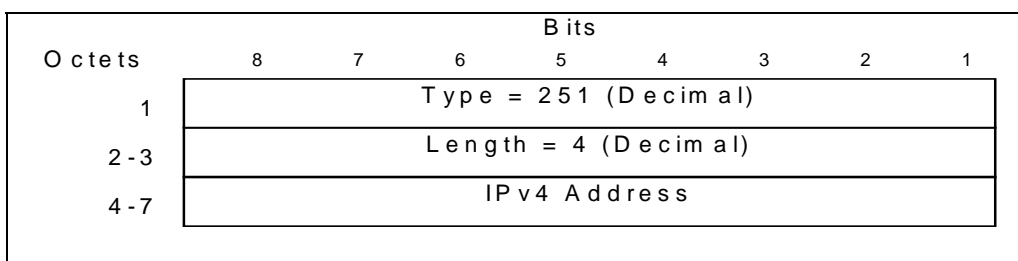 Bits
Octets 8 7 6 5 4 3 2 1
1 Type = 251 (Decimal)
2-3 Length = 4 (Decimal)
4-7 IPv4 Address